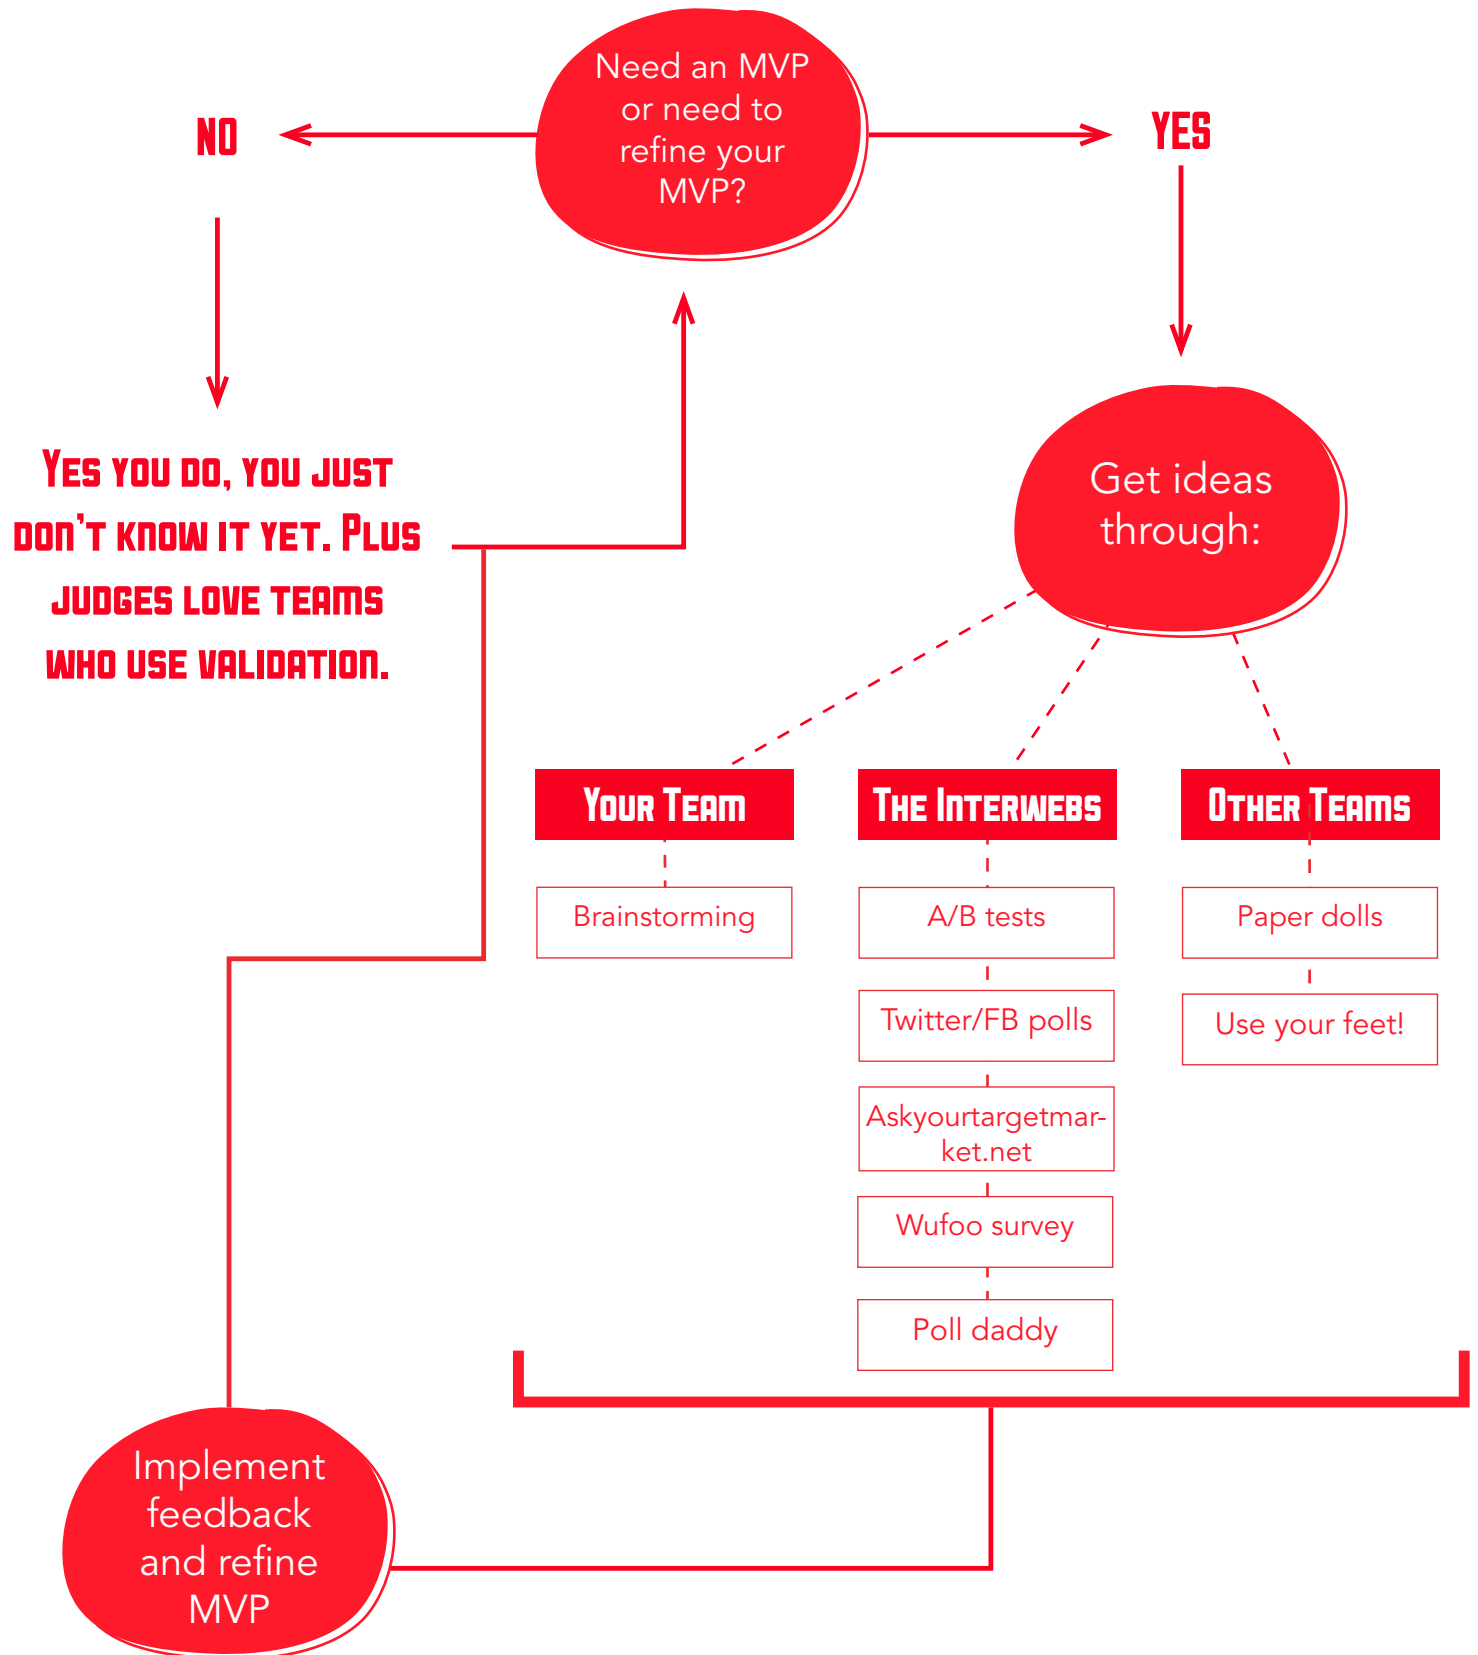 Need an MVP
or need to
refine your
MVP?
NO
YES
Yes you do, you just
don't know it yet. Plus
judges love teams
who use validation.
Get ideas
through:
Your Team
Brainstorming
The Interwebs
A/B tests
Twitter/FB polls
Askyourtargetmar-
ket.net
Wufoo survey
Poll daddy
Other Teams
Paper dolls
Use your feet!
Implement
feedback
and refine
MVP